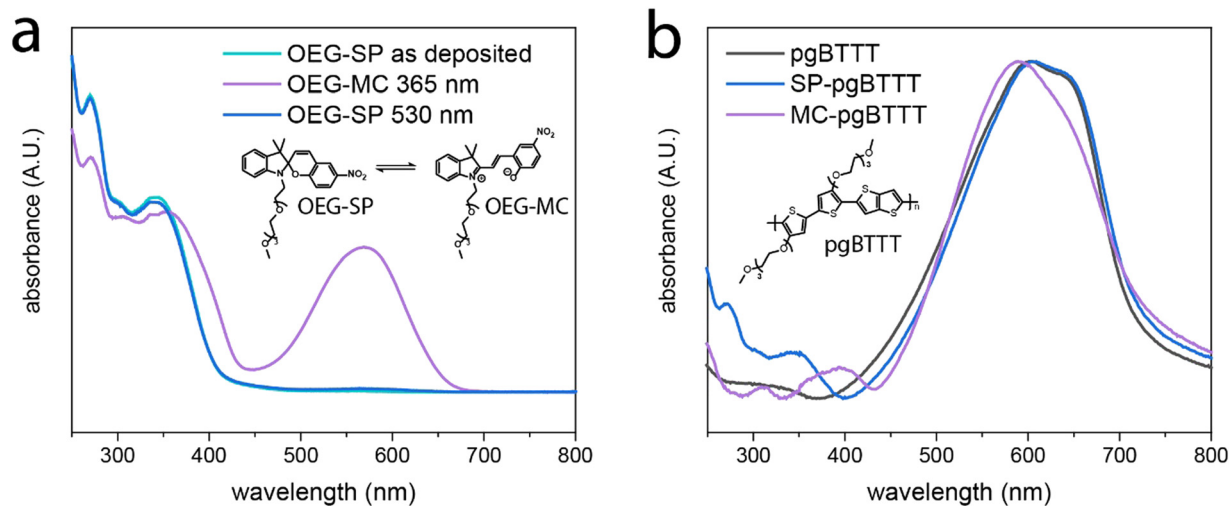 a
OEG-SP as deposited
OEG-MC 365 nm
OEG-SP 530 nm
NO₂
N
O
NO₂
N
⊕
⊖
O
O
O
3
O
3
O
OEG-SP
OEG-MC
absorbance (A.U.)
300 400 500 600 700 800
wavelength (nm)
b
pgBTTT
SP-pgBTTT
MC-pgBTTT
O
3
O
S
S
S
S
n
O
O
3
pgBTTT
absorbance (A.U.)
300 400 500 600 700 800
wavelength (nm)